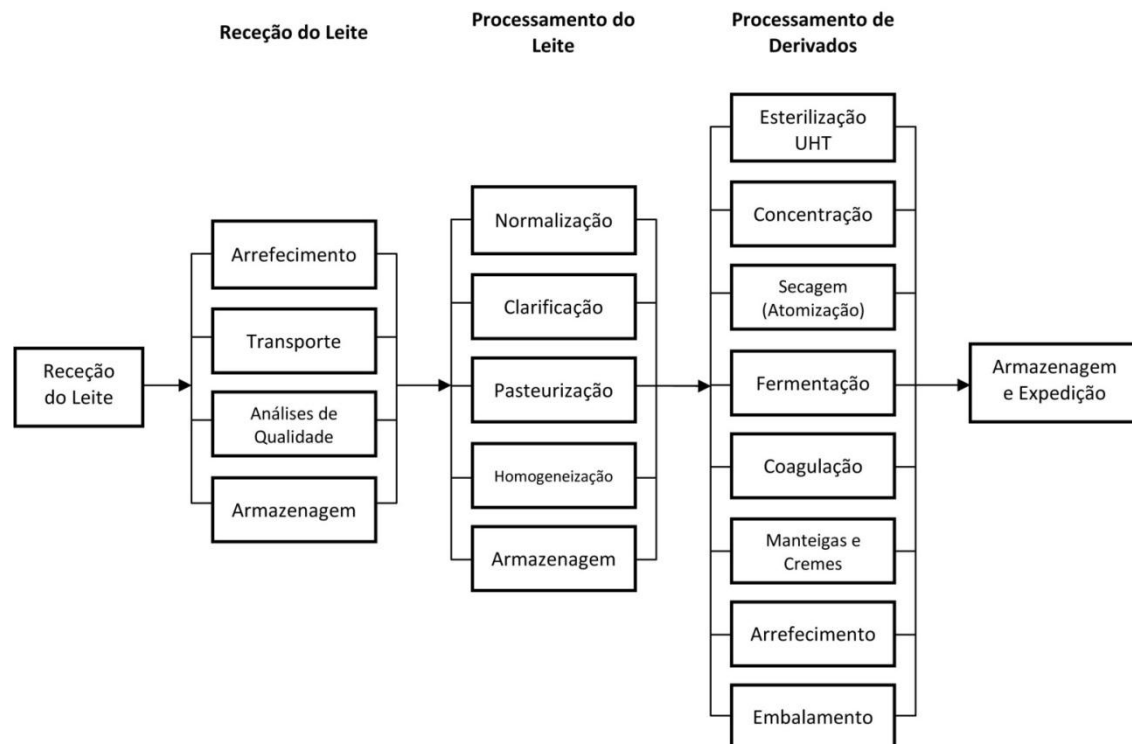 Receção do Leite
Processamento do
Leite
Processamento de
Derivados
Receção
do Leite
Arrefecimento
Transporte
Análises de
Qualidade
Armazenagem
Normalização
Clarificação
Pasteurização
Homogeneização
Armazenagem
Esterilização
UHT
Concentração
Secagem
(Atomização)
Fermentação
Coagulação
Manteigas e
Cremes
Arrefecimento
Embalamento
Armazenagem
e Expedição